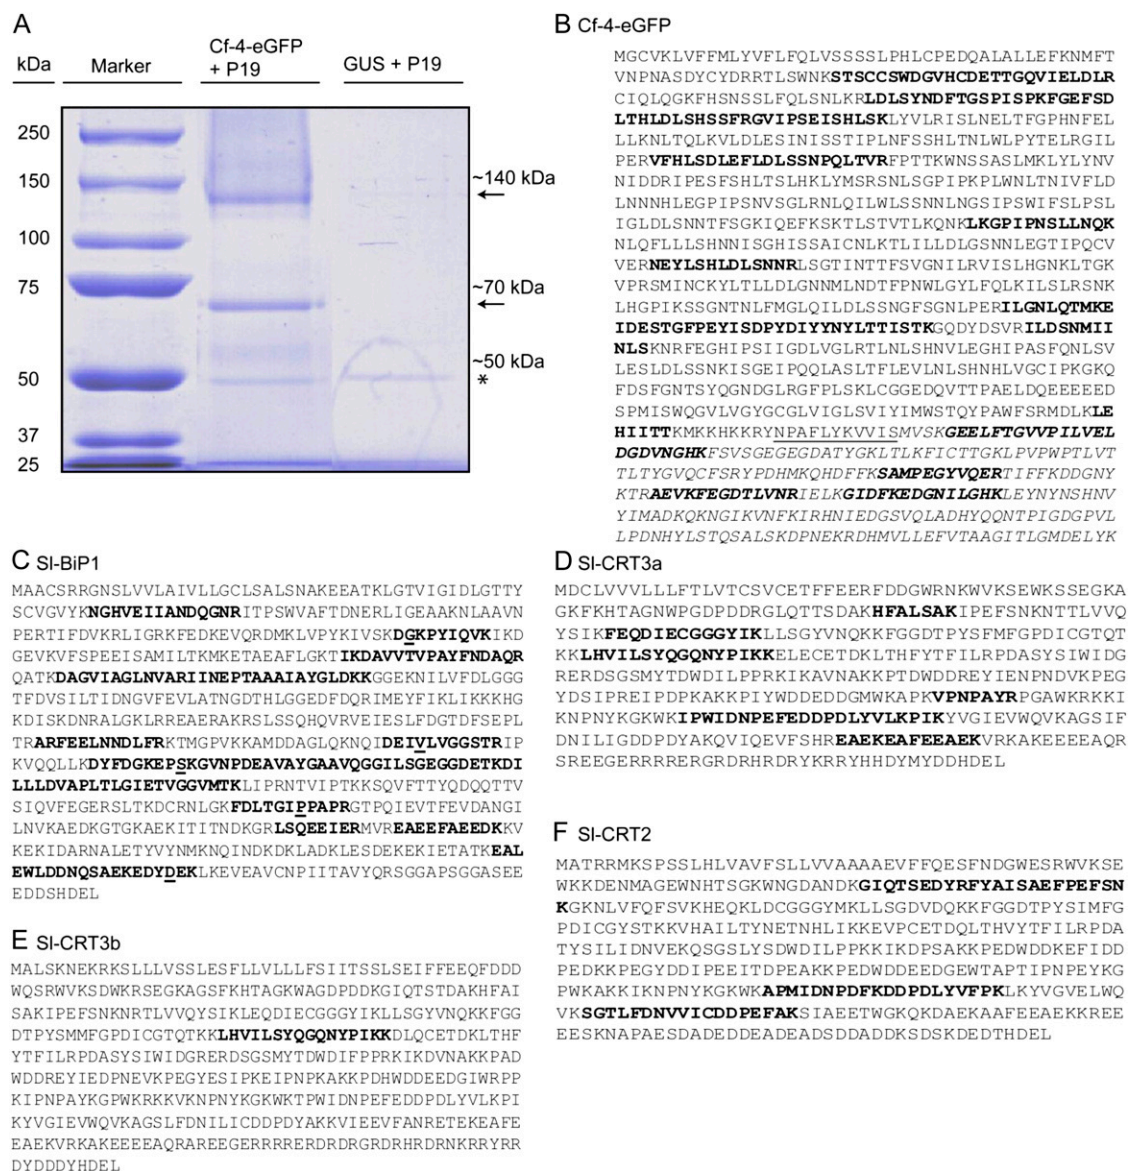 A
kDa
Marker
Cf-4-eGFP
+ P19
GUS + P19
250
150
100
75
50
37
25
~140 kDa
~70 kDa
~50 kDa
*
B Cf-4-eGFP
MGCVKLVFFMLYVFLFQLVSSSSLPHLCPEDQALALLEFKNMFT
VNPNASDYCYDRRTLSWNKSTSCCSWDGVHCDETTGQVIELDLR
CIQLQGKFHSNSSLFQLSNLKRLDLSYNDFTGSPISPKFGEFSD
LTHLDLSHSSFRGVIPSEISHLSKLYVLRISLNELTFGPHNFEL
LLKNLTQLKVLDLESINISSTIPLNFSSHLTNLWLPYTELRGIL
PERVFHLSDLEFLDLSSNPQLTVRFPTTKWNSSASLMKLYLYNV
NIDDRIPESFSHLTSLHKLYMSRSNLSGPIPKPLWNLTNIVFLD
LNNNHLEGPIPSNVSGLRNLQILWLSSNNLNGSIPSWIFSLPSL
IGLDLSNNTFSGKIQEFKSKTLSTVTLKQNKLKGPIPNSLLNQK
NLQFLLLSHNNISGHISSAICNLKTLILLDLGSNNLEGTIPQCV
VERNEYLSHLDLSNNRLSGTINTTFSVGNILRVISLHGNKLTGK
VPRSMINCKYLTLLDLGNNMLNDTFPNWLGYLFQLKILSLRSNK
LHGPIKSSGNTNLFMGLQILDLSSNGFSGNLPERILGNLQTMKE
IDESTGFPEYISDPYDIYYNYLTTISTKGQDYDSVRILDSNMII
NLSKNRFEGHIPSIIGDLVGLRTLNLSHNVLEGHIPASFQNLSV
LESLDLSSNKISGEIPQQLASLTFLEVLNLSHNHLVGCIPKGKQ
FDSFGNTSYQGNDGLRGFPLSKLCGGEDQVTTPAELDQEEEEED
SPMISWQGVLVGYGCGLVIGLSVIYIMWSTQYPAWFSRMDLKLE
HIITTKMKKHKKRYNPAFLYKVVISMVSKGEELFTGVVPILVEL
DGDVNGHKFSVSGEGEGDATYGKLTLKFICTTGKLPVPWPTLVT
TLTYGVQCFSRYPDHMKQHDFFKSAMPEGYVQERTIFFKDDGNY
KTRAEVKFEGDTLVNRIELKGIDFKEDGNILGHKLEYNYNSHNV
YIMADKQKNGIKVNFKIRHNIEDGSVQLADHYQQNTPIGDGPVL
LPDNHYLSTQSALSKDPNEKRDHMVLLEFVTAAGITLGMDELYK
C Sl-BiP1
MAACSRRGNSLVVLAIVLLGCLSALSNAKEEATKLGTVIGIDLGTTY
SCVGVYKNGHVEIIANDQGNRITPSWVAFTDNERLIGEAAKNLAAVN
PERTIFDVKRLIGRKFEDKEVQRDMKLVPYKIVSKDGKPYIQVKIKD
GEVKVFSPEEISAMILTKMKETAEAFLGKTIKDAVVTVPAYFNDAQR
QATKDAGVIAGLNVARIINEPTAAAIAYGLDKKGGEKNILVFDLGGG
TFDVSILTIDNGVFEVLATNGDTHLGGEDFDQRIMEYFIKLIKKKHG
KDISKDNRALGKLRREAERAKRSLSSQHQVRVEIESLFDGTDFSEPL
TRARFEELNNDLFRKTMGPVKKAMDDAGLQKNQIDEIVLVGGSTRIP
KVQQLLKDYFDGKEPSKGVNPDEAVAYGAAVQGGILSGEGGDETKDI
LLLDVAPLTLGIETVGGVMTKLIPRNTVIPTKKSQVFTTYQDQQTTV
SIQVFEGERSLTKDCRNLGKFDLTGIPPAPRGTPQIEVTFEVDANGI
LNVKAEDKGTGKAEKITITNDKGRLSQEEIERMVREAEEFAEEDKKV
KEKIDARNALETYVYNMKNQINDKDKLADKLESDEKEKIETATKEAL
EWLDDNQSAEKEDYDEKLKEVEAVCNPIITAVYQRSGGAPSGGASEE
EDDSHDEL
D Sl-CRT3a
MDCLVVVLLLFTLVTCSVCETFFEERFDDGWRNKWVKSEWKSSEGKA
GKFKHTAGNWPGDPDDRGLQTTSDAKHFALSAKIPEFSNKNTTLVVQ
YSIKFEQDIECGGGYIKLLSGYVNQKKFGGDTPYSFMFGPDICGTQT
KKLHVILSYQGQNYPIKKELECETDKLTHFYTFILRPDASYSIWIDG
RERDSGSMYTDWDILPPRKIKAVNAKKPTDWDDREYIENPNDVKPEG
YDSIPREIPDPKAKKPIYWDDEDDGMWKAPKVPNPAYRPGAWKRKKI
KNPNYKGKWKIPWIDNPEFEDDPDLYVLKPIKYVGIEVWQVKAGSIF
DNILIGDDPDYAKQVIQEVFSHREAEKEAFEEAEKVRKAKEEEEAQR
SREEGERRRRERGRDRHRDRYKRRYHHDYMYDDHDEL
E Sl-CRT3b
MALSKNEKRKSLLLVSSLESFLLVLLLFSIITSSLSEIFFEEQFDDD
WQSRWVKSDWKRSEGKAGSFKHTAGKWAGDPDDKGIQTSTDAKHFAI
SAKIPEFSNKNRTLVVQYSIKLEQDIECGGGYIKLLSGYVNQKKFGG
DTPYSMMFGPDICGTQTKKLHVILSYQGQNYPIKKDLQCETDKLTHF
YTFILRPDASYSIWIDGRERDSGSMYTDWDIFPPRKIKDVNAKKPAD
WDDREYIEDPNEVKPEGYESIPKEIPNPKAKKPDHWDDEEDGIWRPP
KIPNPAYKGPWKRKKVKNPNYKGKWKTPWIDNPEFEDDPDLYVLKPI
KYVGIEVWQVKAGSLFDNILICDDPDYAKKVIEEVFANRETEKEAFE
EAEKVRKAKEEEEAQRAREEGERRRRERDRDRGRDRHRDRNKRRYRR
DYDDDYHDEL
F Sl-CRT2
MATRRMKSPSSLHLVAVFSLLVVAAAAEVFFQESFNDGWESRWVKSE
WKKDENMAGEWNHTSGKWNGDANDKGIQTSEDYRFYAISAEFPEFSN
KGKNLVFQFSVKHEQKLDCGGGYMKLLSGDVDQKKFGGDTPYSIMFG
PDICGYSTKKVHAILTYNETNHLIKKEVPCETDQLTHVYTFILRPDA
TYSILIDNVEKQSGSLYSDWDILPPKKIKDPSAKKPEDWDDKEFIDD
PEDKKPEGYDDIPEEITDPEAKKPEDWDDEEDGEWTAPTIPNPEYKG
PWKAKKIKNPNYKGKWKAPMIDNPDFKDDPDLYVFPKLKYVGVELWQ
VKSGTLFDNVVICDDPEFAKSIAEETWGKQKDAEKAAFEEAEKKREE
EESKNAPAESDADDEADEADSDDADDKSDSKDEDTHDEL